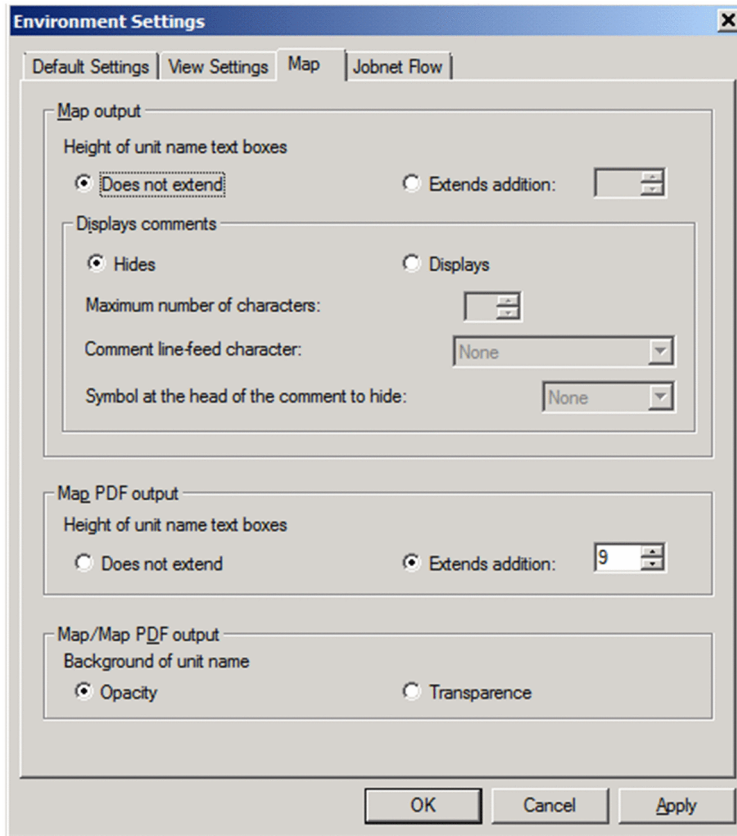 Environment Settings
Default Settings View Settings Map Jobnet Flow
Map output
Height of unit name text boxes
Does not extend Extends addition:
Displays comments
Hides Displays
Maximum number of characters:
Comment line-feed character: None
Symbol at the head of the comment to hide: None
Map PDF output
Height of unit name text boxes
Does not extend Extends addition: 9
Map/Map PDF output
Background of unit name
Opacity Transparence
OK Cancel Apply